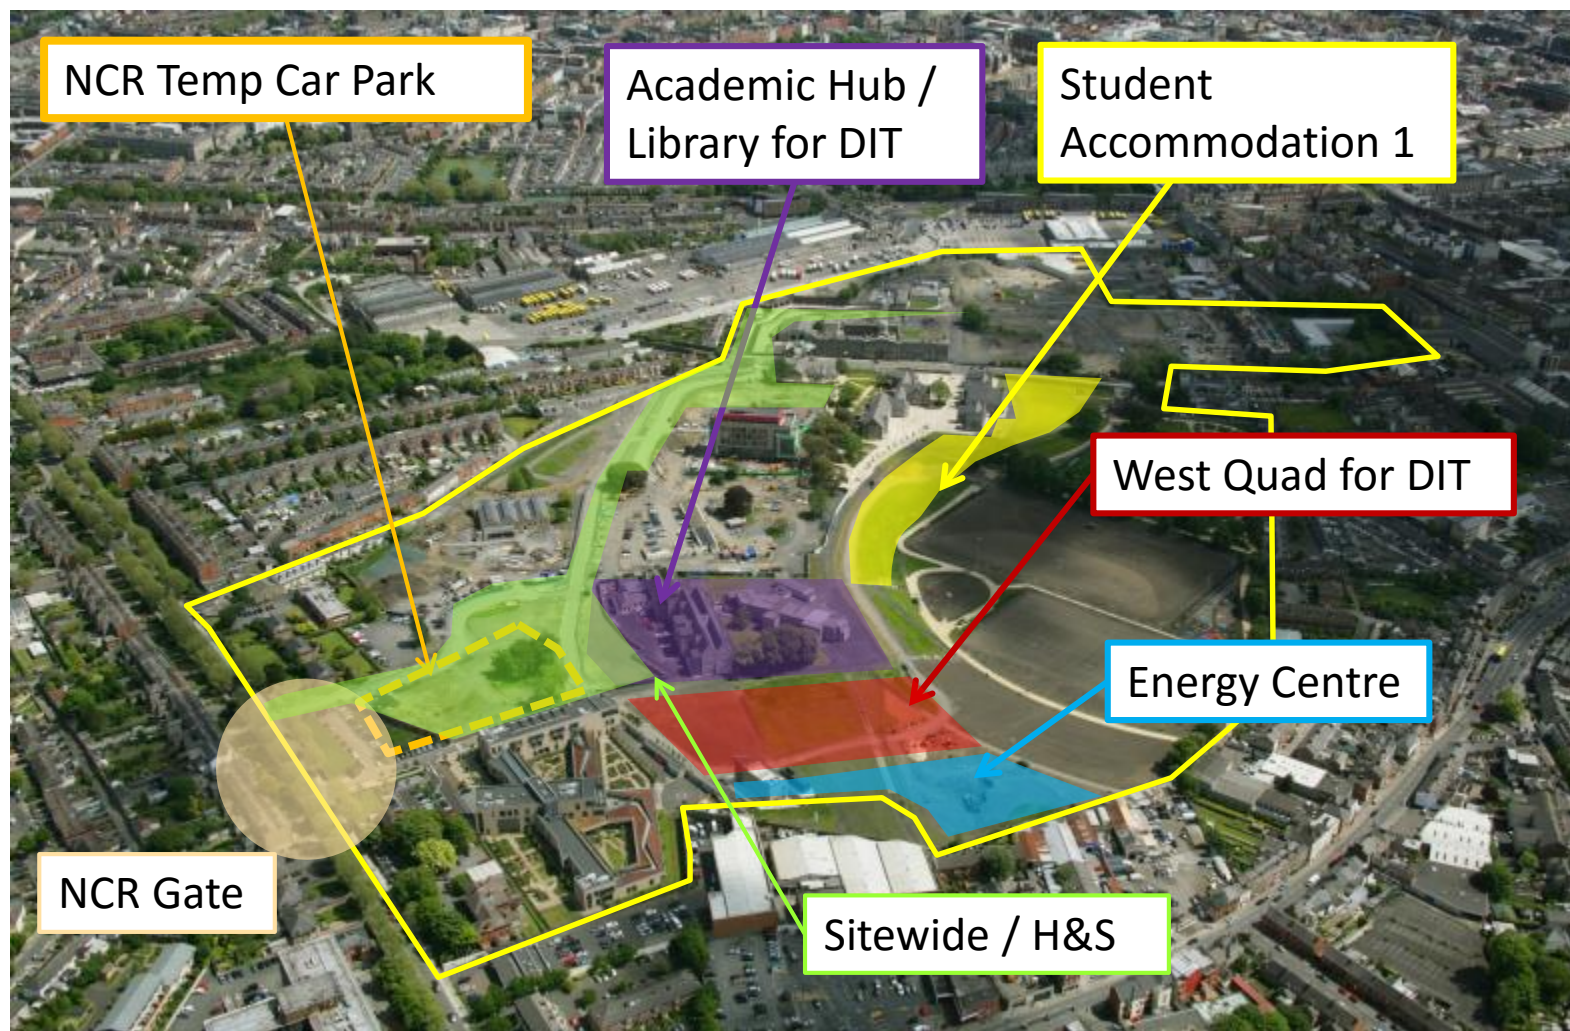 NCR Temp Car Park
Academic Hub /
Library for DIT
Student
Accommodation 1
West Quad for DIT
Energy Centre
NCR Gate
Sitewide / H&S